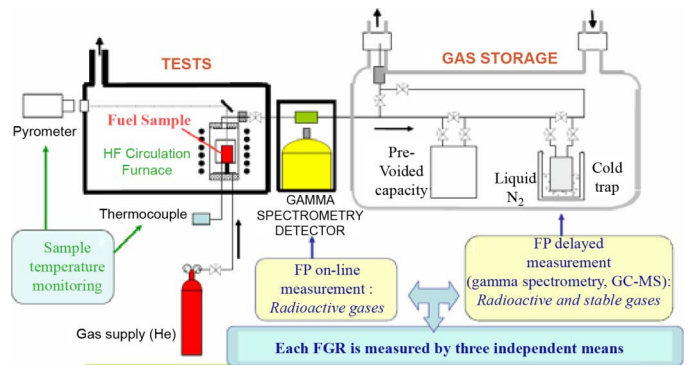 TESTS
GAS STORAGE
Pyrometer
Fuel Sample
HF Circulation
Furnace
Thermocouple
GAMMA
SPECTROMETRY
DETECTOR
Pre-
Voided
capacity
Liquid
N2
Cold
trap
Sample
temperature
monitoring
Gas supply (He)
FP on-line
measurement :
Radioactive gases
FP delayed
measurement
(gamma spectrometry, GC-MS):
Radioactive and stable gases
Each FGR is measured by three independent means